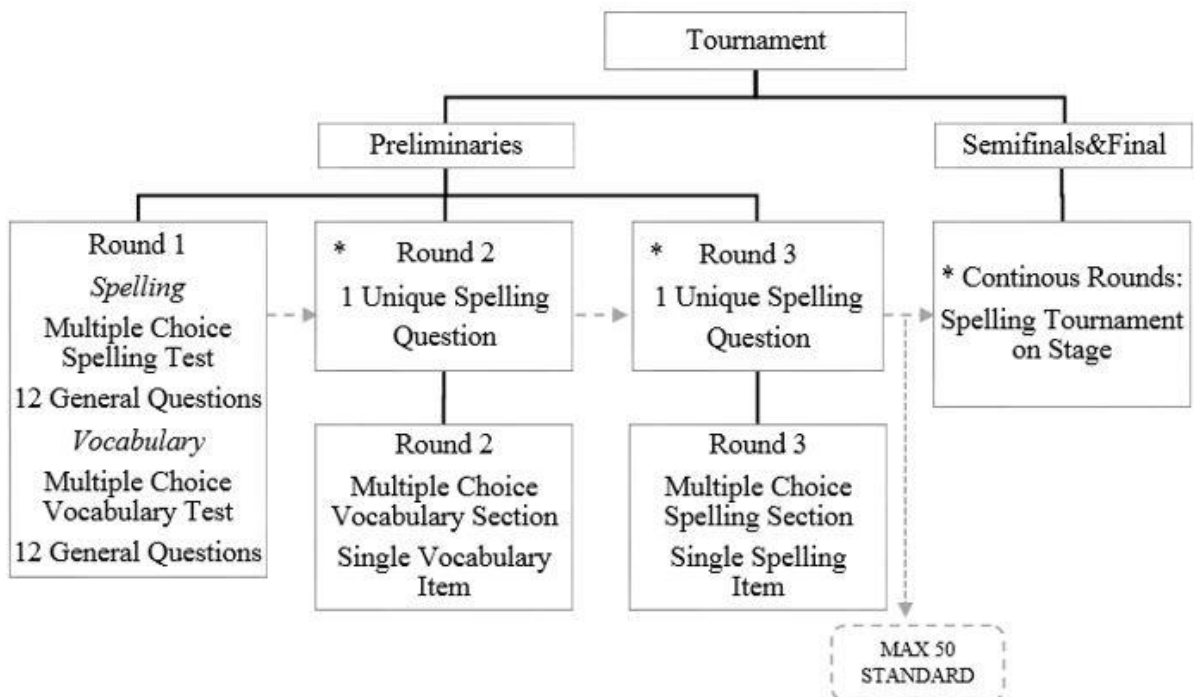 Tournament
Preliminaries
Semifinals&Final
Round 1
Spelling
Multiple Choice
Spelling Test
12 General Questions
Vocabulary
Multiple Choice
Vocabulary Test
12 General Questions
* Round 2
1 Unique Spelling
Question
Round 2
Multiple Choice
Vocabulary Section
Single Vocabulary
Item
* Round 3
1 Unique Spelling
Question
Round 3
Multiple Choice
Spelling Section
Single Spelling
Item
* Continous Rounds:
Spelling Tournament
on Stage
MAX 50
STANDARD